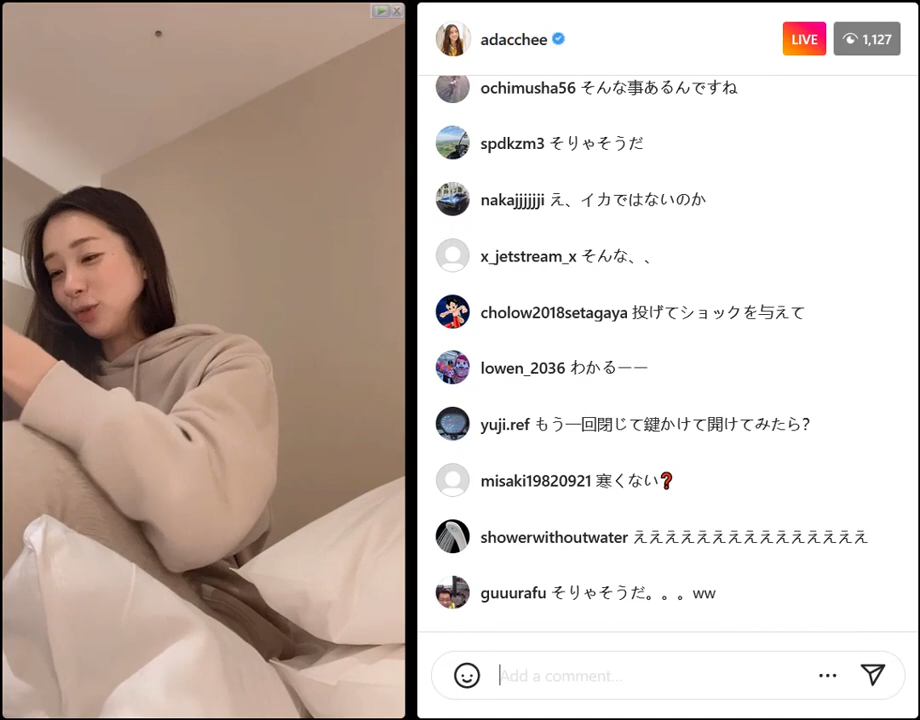 adacchee
LIVE
1,127
ochimusha56 そんな事あるんですね
spdkzm3 そりゃそうだ
nakajjjjjji え、イカではないのか
x_jetstream_x そんな、、
cholow2018setagaya 投げてショックを与えて
lowen_2036 わかるーー
yuji.ref もう一回閉じて鍵かけて開けてみたら?
misaki19820921 寒くない❓
showerwithoutwater えええええええええええええええ
guuurafu そりゃそうだ。。。ww
Add a comment...